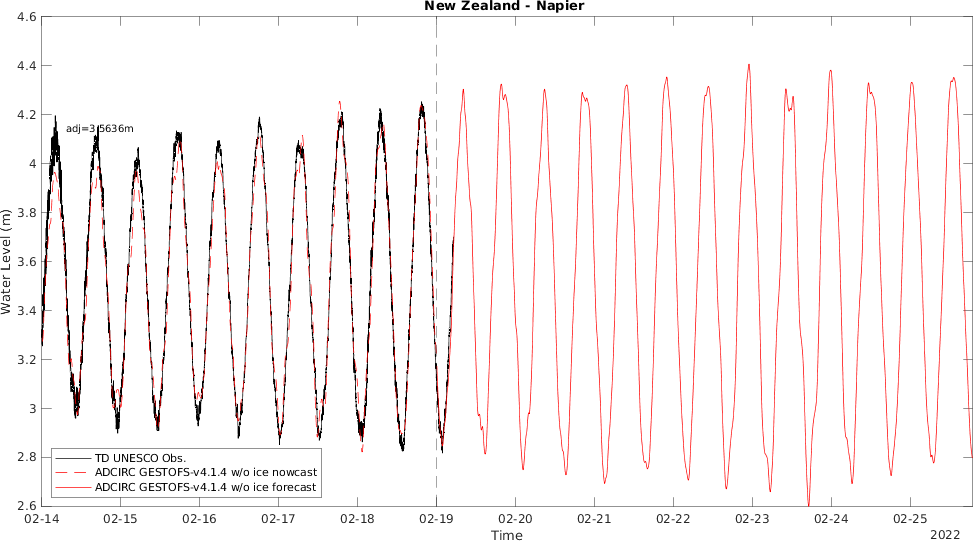 New Zealand - Napier
4.6
4.4
4.2
4
3.8
3.6
3.4
3.2
3
2.8
2.6
Water Level (m)
adj=3.5636m
TD UNESCO Obs.
ADCIRC GESTOFS-v4.1.4 w/o ice nowcast
ADCIRC GESTOFS-v4.1.4 w/o ice forecast
02-14 02-15 02-16 02-17 02-18 02-19 02-20 02-21 02-22 02-23 02-24 02-25
Time
2022